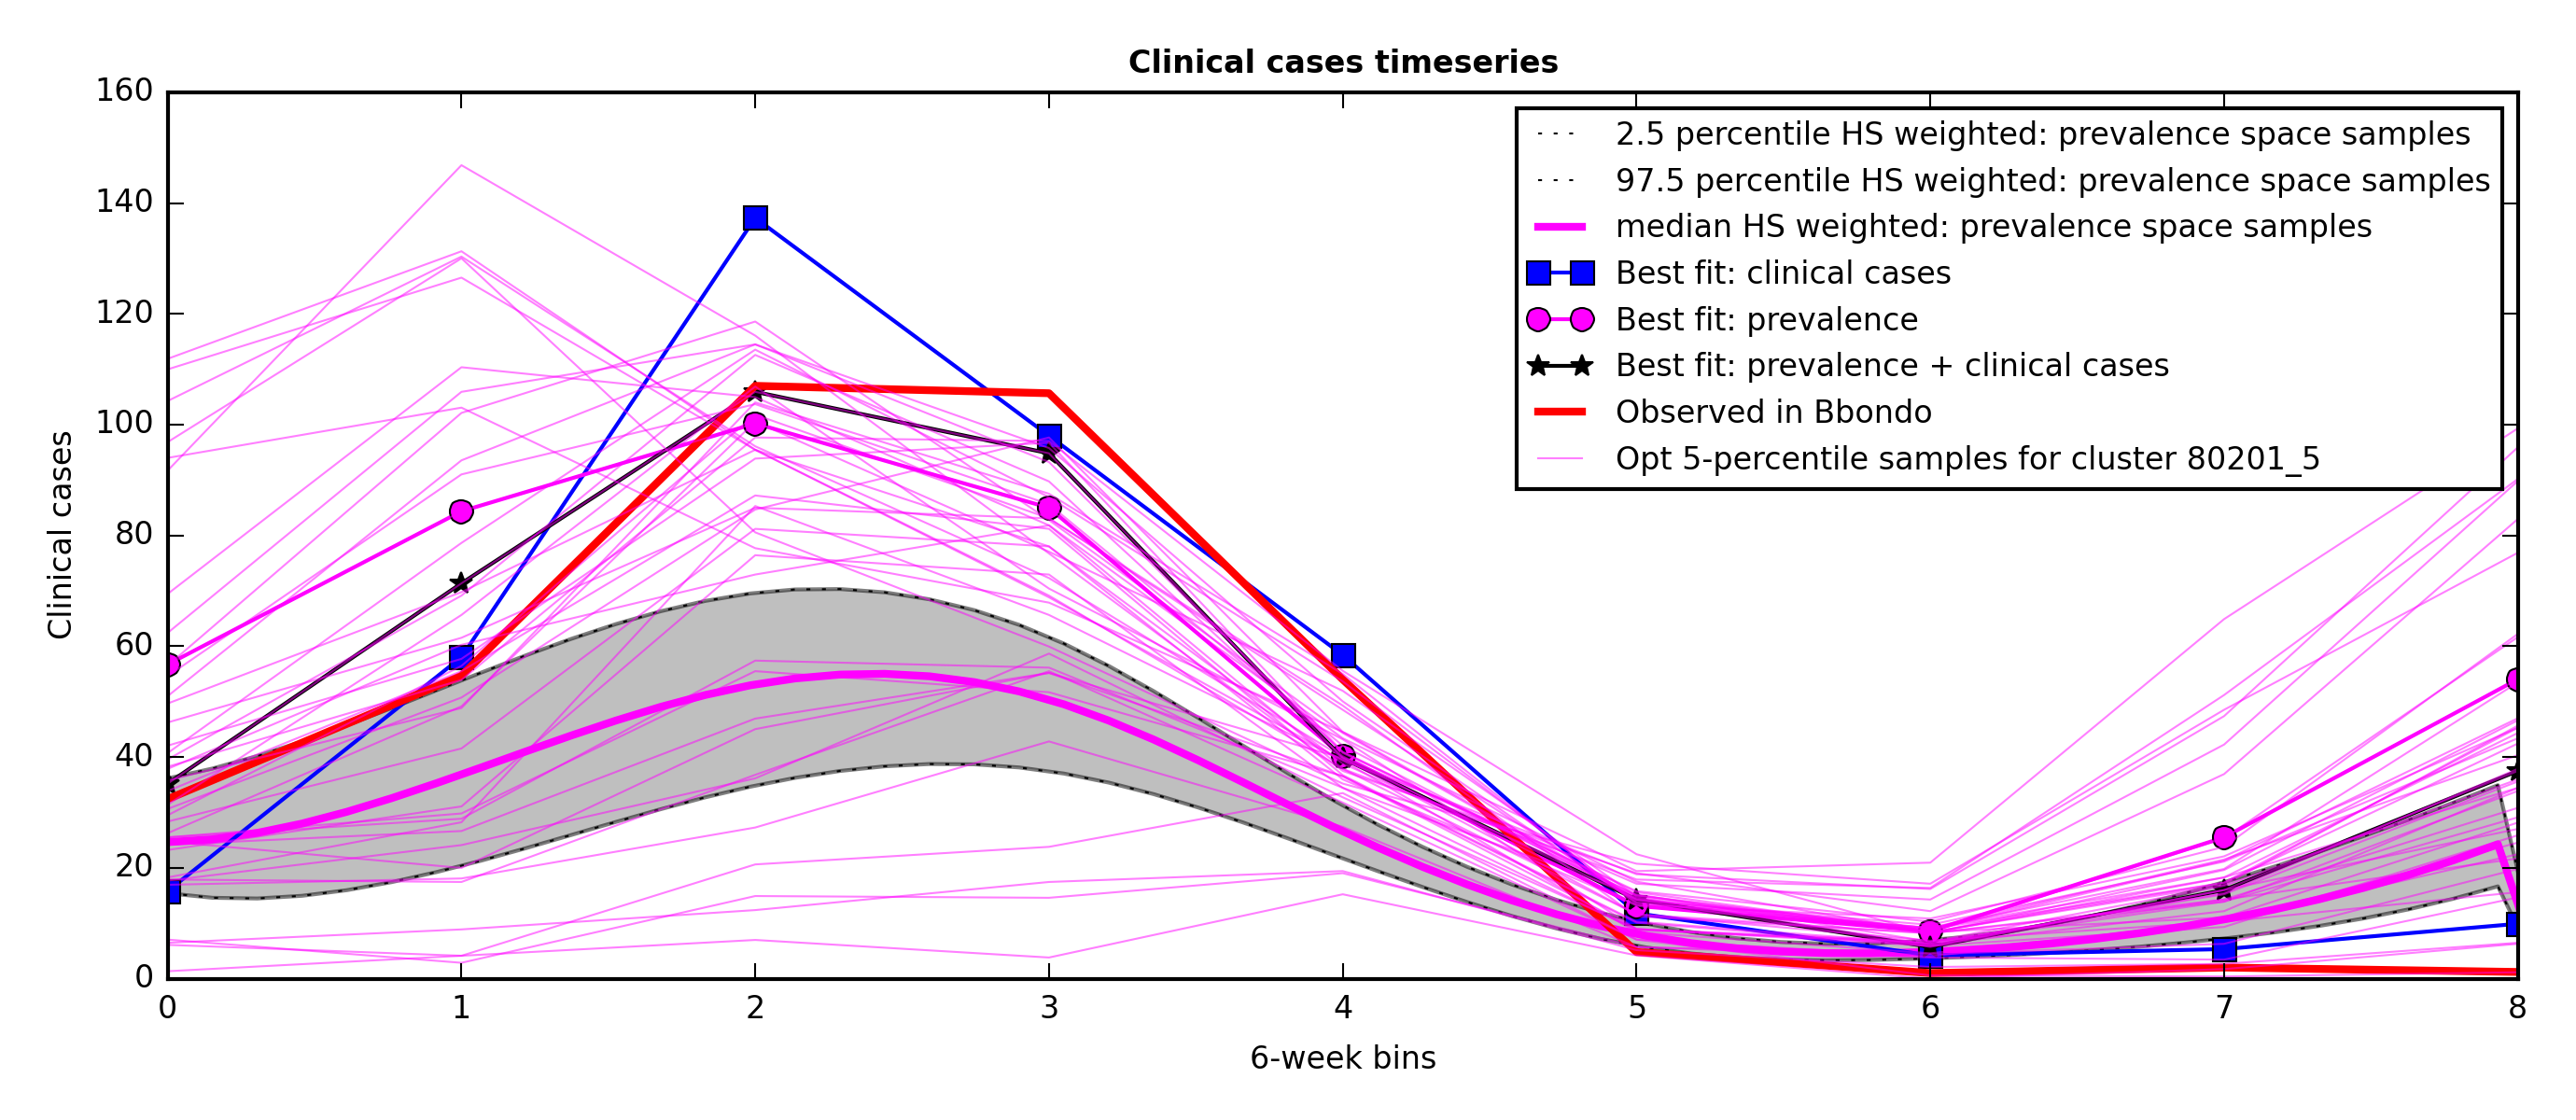 Clinical cases timeseries
160
140
120
100
80
60
40
20
0
Clinical cases
2.5 percentile HS weighted: prevalence space samples
97.5 percentile HS weighted: prevalence space samples
median HS weighted: prevalence space samples
Best fit: clinical cases
Best fit: prevalence
Best fit: prevalence + clinical cases
Observed in Bbondo
Opt 5-percentile samples for cluster 80201_5
0 1 2 3 4 5 6 7 8
6-week bins